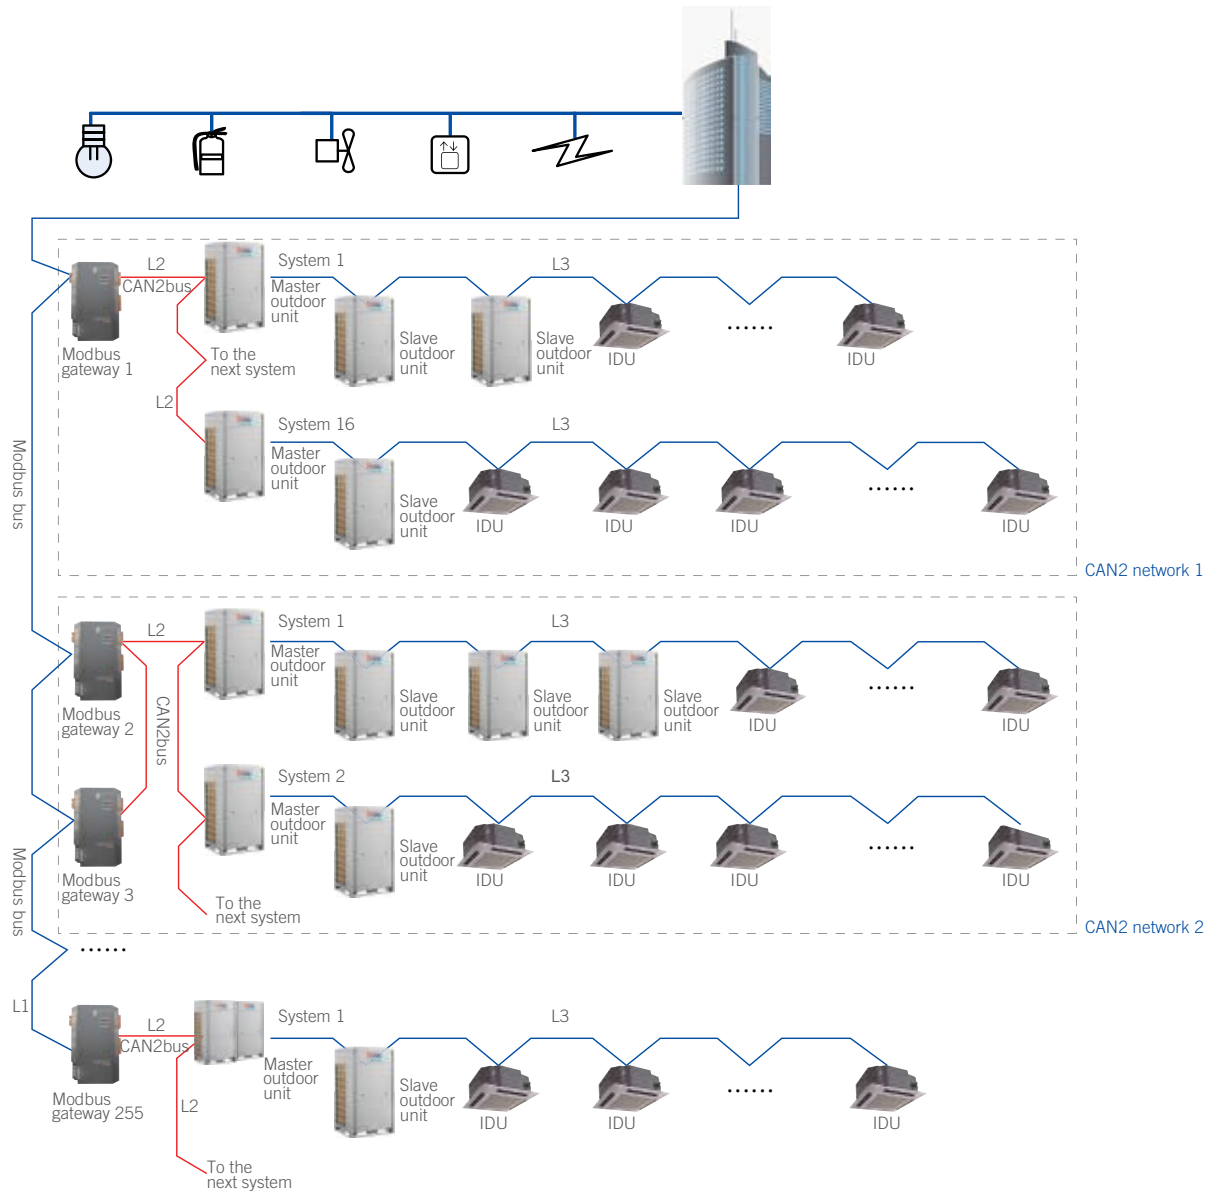 L2
CAN2bus
System 1
L3
Master
outdoor
unit
Slave
outdoor
unit
Slave
outdoor
unit
IDU
......
IDU
Modbus
gateway 1
To the
next system
L2
System 16
L3
Master
outdoor
unit
Slave
outdoor
unit
IDU
IDU
IDU
......
IDU
Modbus bus
CAN2 network 1
L2
System 1
L3
Master
outdoor
unit
Slave
outdoor
unit
Slave
outdoor
unit
Slave
outdoor
unit
IDU
......
IDU
Modbus
gateway 2
CAN2bus
System 2
L3
Master
outdoor
unit
Slave
outdoor
unit
IDU
IDU
IDU
......
IDU
Modbus
gateway 3
Modbus bus
To the
next system
CAN2 network 2
......
L1
L2
CAN2bus
System 1
L3
Master
outdoor
unit
Slave
outdoor
unit
IDU
IDU
......
IDU
Modbus
gateway 255
L2
To the
next system